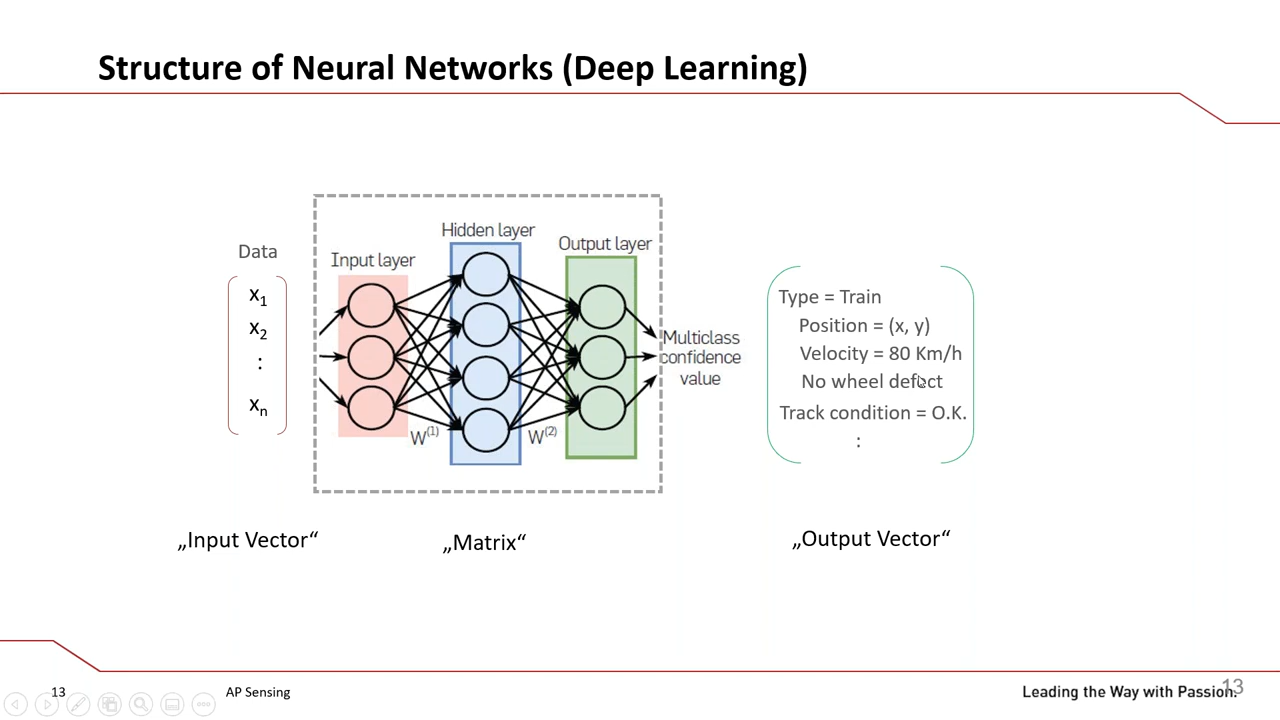 Structure of Neural Networks (Deep Learning)
Data
x1
x2
:
xn
Input layer
Hidden layer
Output layer
W(1)
W(2)
Multiclass
confidence
value
Type = Train
Position = (x, y)
Velocity = 80 Km/h
No wheel defect
Track condition = O.K.
:
„Input Vector“
„Matrix“
„Output Vector“
13
AP Sensing
Leading the Way with Passion.
13